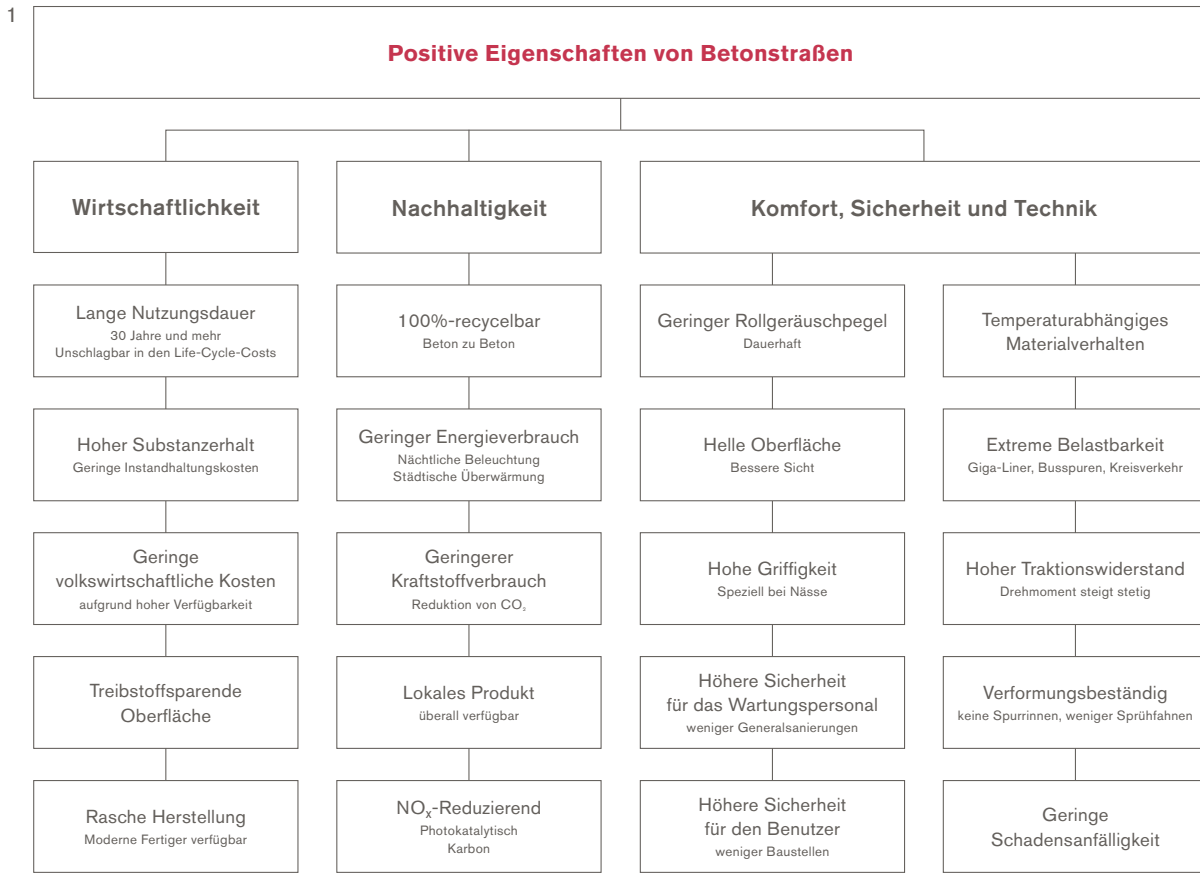 1
Positive Eigenschaften von Betonstraßen
Wirtschaftlichkeit
Nachhaltigkeit
Komfort, Sicherheit und Technik
Lange Nutzungsdauer
30 Jahre und mehr
Unschlagbar in den Life-Cycle-Costs
100%-recycelbar
Beton zu Beton
Geringer Rollgeräuschpegel
Dauerhaft
Temperaturabhängiges
Materialverhalten
Hoher Substanzerhalt
Geringe Instandhaltungskosten
Geringer Energieverbrauch
Nächtliche Beleuchtung
Städtische Überwärmung
Helle Oberfläche
Bessere Sicht
Extreme Belastbarkeit
Giga-Liner, Busspuren, Kreisverkehr
Geringe
volkswirtschaftliche Kosten
aufgrund hoher Verfügbarkeit
Geringerer
Kraftstoffverbrauch
Reduktion von CO₂
Hohe Griffigkeit
Speziell bei Nässe
Hoher Traktionswiderstand
Drehmoment steigt stetig
Treibstoffsparende
Oberfläche
Lokales Produkt
überall verfügbar
Höhere Sicherheit
für das Wartungspersonal
weniger Generalsanierungen
Verformungsbeständig
keine Spurrinnen, weniger Sprühfahnen
Rasche Herstellung
Moderne Fertiger verfügbar
NOₓ-Reduzierend
Photokatalytisch
Karbon
Höhere Sicherheit
für den Benutzer
weniger Baustellen
Geringe
Schadensanfälligkeit